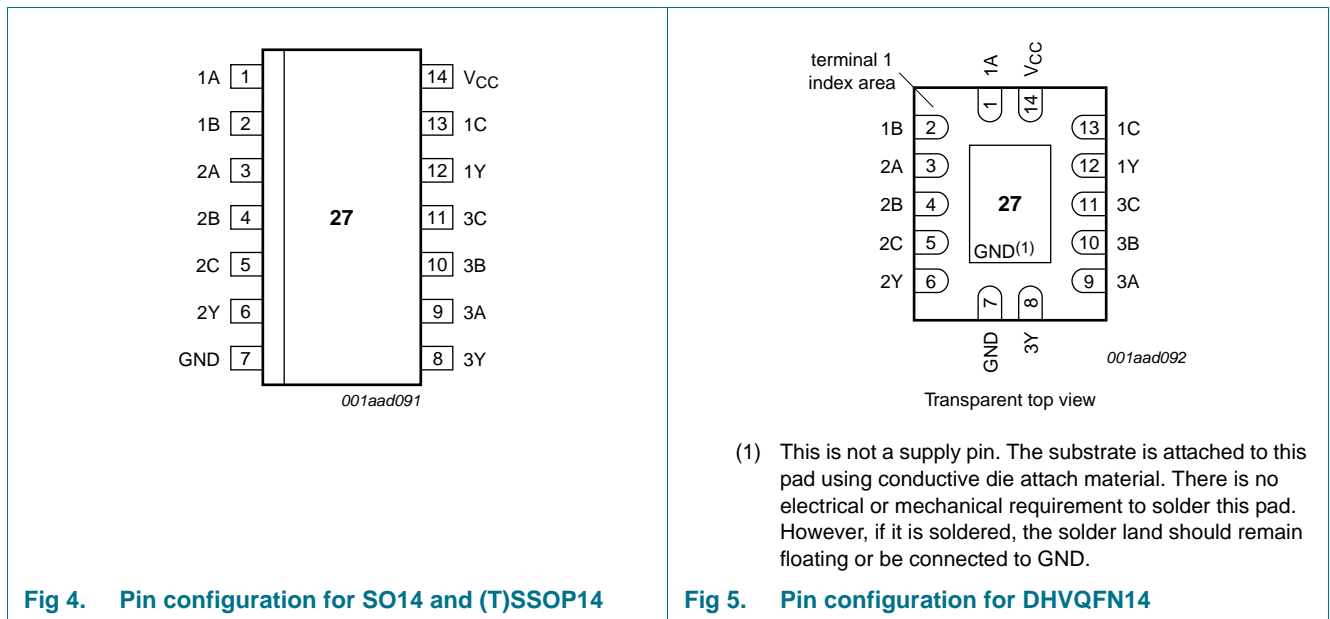 1A 1 14 VCC
1B 2 13 1C
2A 3 12 1Y
2B 4 27 11 3C
2C 5 10 3B
2Y 6 9 3A
GND 7 8 3Y
001aad091
Fig 4. Pin configuration for SO14 and (T)SSOP14
terminal 1
index area
1A VCC
1 14
1B 2 13 1C
2A 3 12 1Y
2B 4 27 11 3C
2C 5 GND(1) 10 3B
2Y 6 9 3A
7 8
GND 3Y
001aad092
Transparent top view
(1) This is not a supply pin. The substrate is attached to this
pad using conductive die attach material. There is no
electrical or mechanical requirement to solder this pad.
However, if it is soldered, the solder land should remain
floating or be connected to GND.
Fig 5. Pin configuration for DHVQFN14